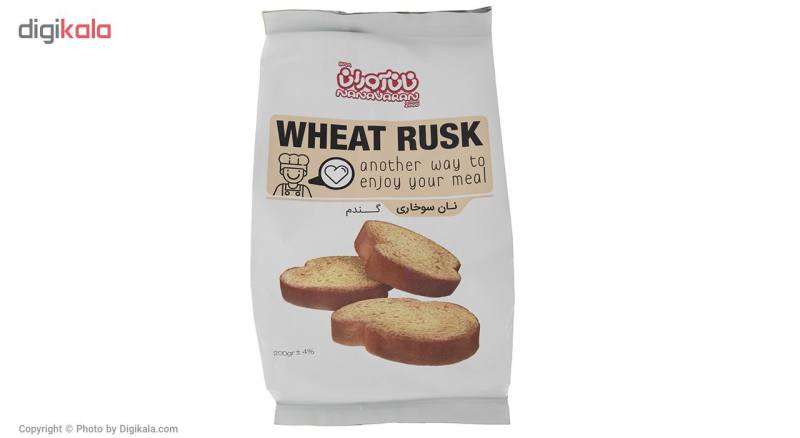 digikala
نان‌آوران
NANAVARAN
WHEAT RUSK
another way to
enjoy your meal
نان سوخاری گندم
200gr ± 4%
Copyright © Photo by Digikala.com